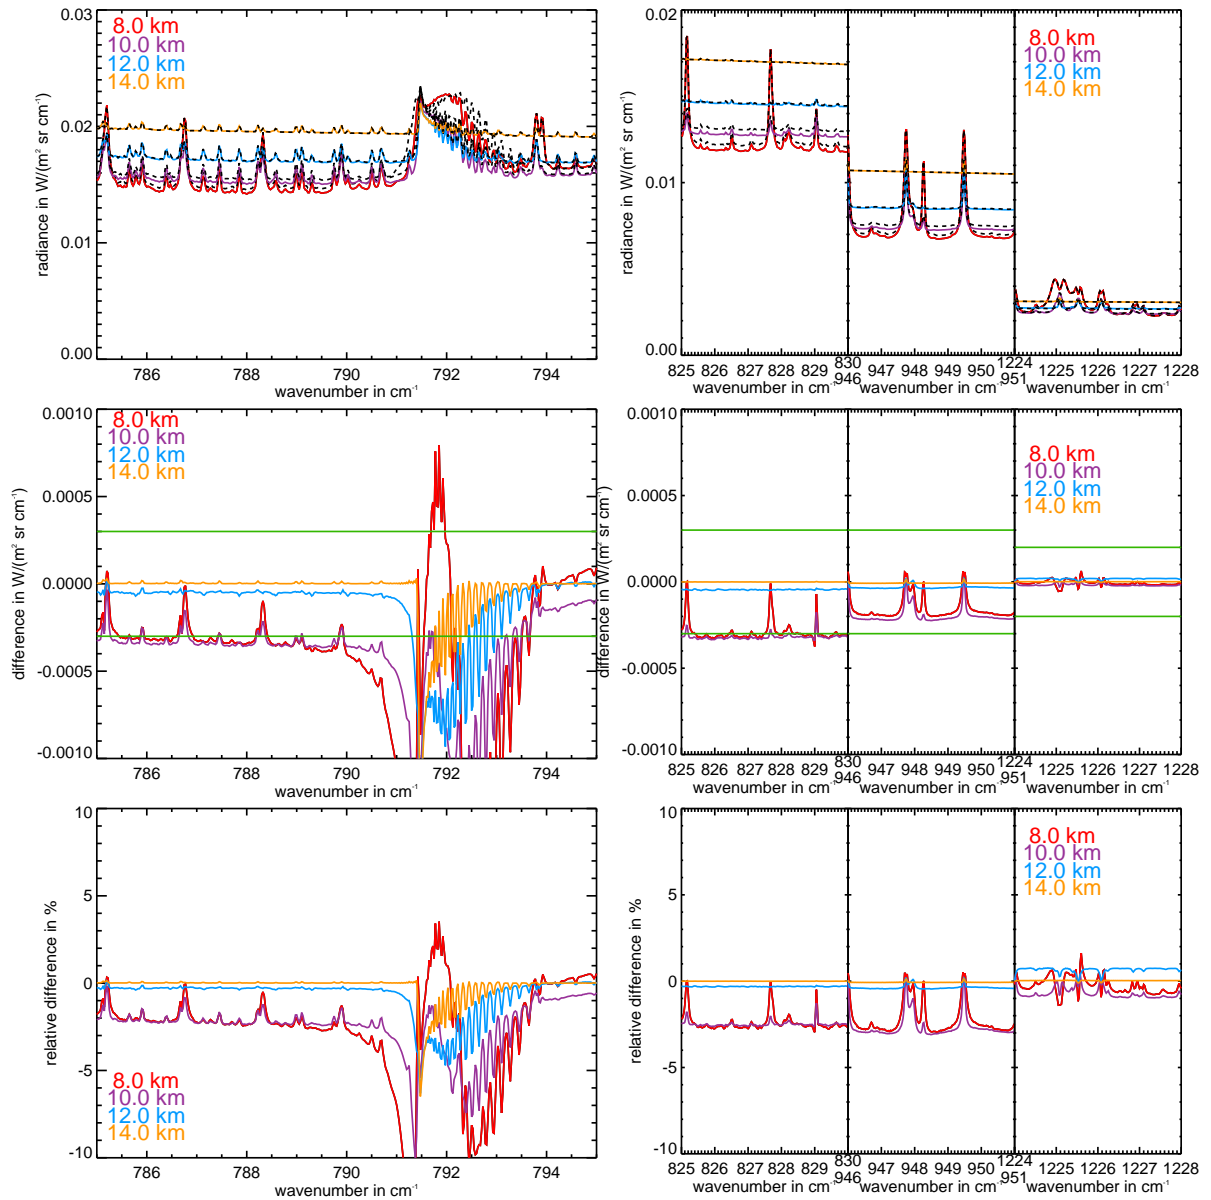 0.03
0.02
0.01
0.00
radiance in W/(m² sr cm⁻¹)
8.0 km
10.0 km
12.0 km
14.0 km
786 788 790 792 794
wavenumber in cm⁻¹
0.02
0.01
0.00
radiance in W/(m² sr cm⁻¹)
8.0 km
10.0 km
12.0 km
14.0 km
825 826 827 828 829 830
946 947 948 949 950 951
1224 1225 1226 1227 1228
wavenumber in cm⁻¹ wavenumber in cm⁻¹ wavenumber in cm⁻¹
0.0010
0.0005
0.0000
-0.0005
-0.0010
difference in W/(m² sr cm⁻¹)
8.0 km
10.0 km
12.0 km
14.0 km
786 788 790 792 794
wavenumber in cm⁻¹
0.0010
0.0005
0.0000
-0.0005
-0.0010
difference in W/(m² sr cm⁻¹)
8.0 km
10.0 km
12.0 km
14.0 km
825 826 827 828 829 830
946 947 948 949 950 951
1224 1225 1226 1227 1228
wavenumber in cm⁻¹ wavenumber in cm⁻¹ wavenumber in cm⁻¹
10
5
0
-5
-10
relative difference in %
8.0 km
10.0 km
12.0 km
14.0 km
786 788 790 792 794
wavenumber in cm⁻¹
10
5
0
-5
-10
relative difference in %
8.0 km
10.0 km
12.0 km
14.0 km
825 826 827 828 829 830
946 947 948 949 950 951
1224 1225 1226 1227 1228
wavenumber in cm⁻¹ wavenumber in cm⁻¹ wavenumber in cm⁻¹